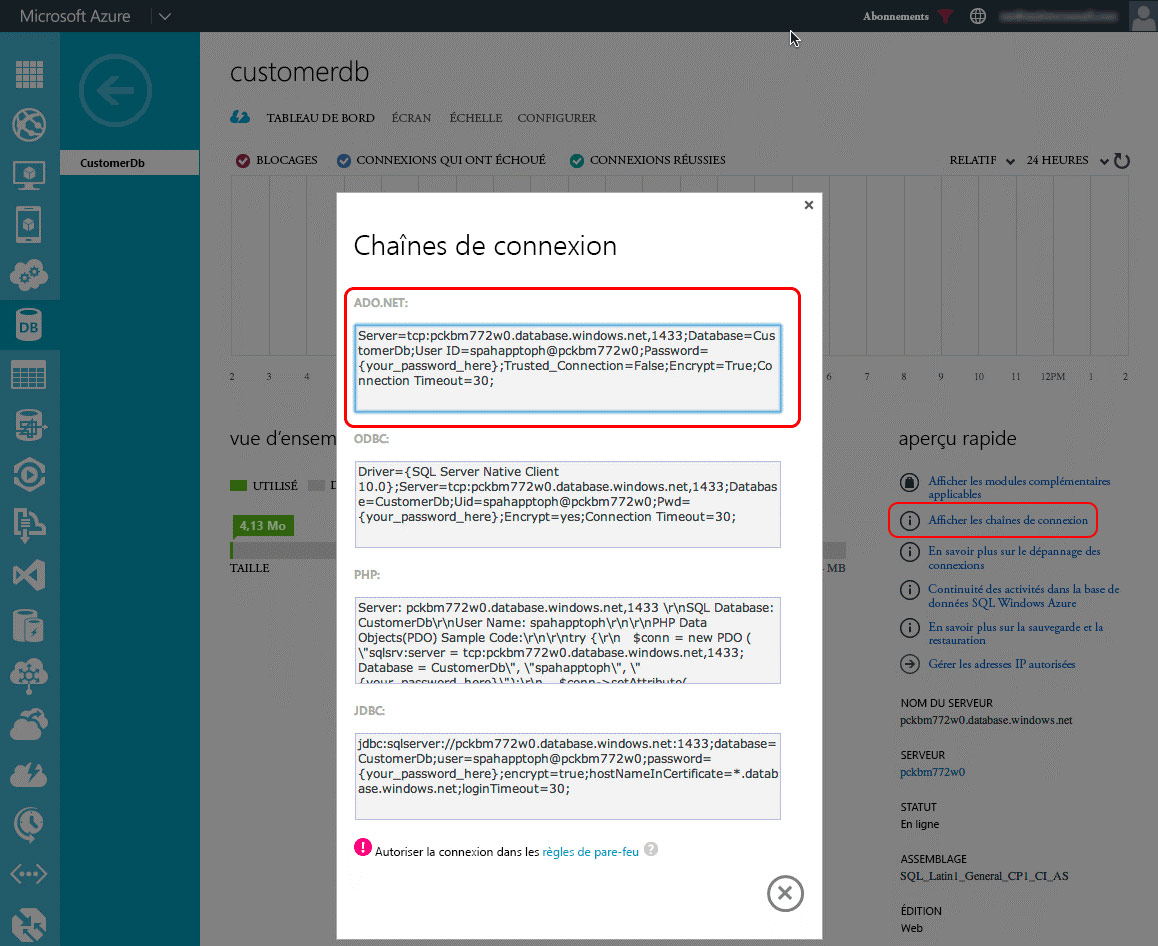 Microsoft Azure
Abonnements
customerdb
TABLEAU DE BORD ÉCRAN ÉCHELLE CONFIGURER
CustomerDb
BLOCAGES CONNEXIONS QUI ONT ÉCHOUÉ CONNEXIONS RÉUSSIES RELATIF 24 HEURES
Chaînes de connexion
ADO.NET:
Server=tcp:pckbm772w0.database.windows.net,1433;Database=Cus
tomerDb;User ID=spahapptoph@pckbm772w0;Password=
{your_password_here};Trusted_Connection=False;Encrypt=True;Co
nnection Timeout=30;
2 3 4 6 7 8 9 10 11 12PM 1 2
ODBC:
Driver={SQL Server Native Client
10.0};Server=tcp:pckbm772w0.database.windows.net,1433;Databas
e=CustomerDb;Uid=spahapptoph@pckbm772w0;Pwd=
{your_password_here};Encrypt=yes;Connection Timeout=30;
PHP:
Server: pckbm772w0.database.windows.net,1433 \r\nSQL Database:
CustomerDb\r\nUser Name: spahapptoph\r\n\r\nPHP Data
Objects(PDO) Sample Code:\r\n\r\ntry {\r\n   $conn = new PDO (
\"sqlsrv:server = tcp:pckbm772w0.database.windows.net,1433;
Database = CustomerDb\", \"spahapptoph\", \"
{your_password_here}\");\r\n    $conn->setAttribute(
JDBC:
jdbc:sqlserver://pckbm772w0.database.windows.net:1433;database=
CustomerDb;user=spahapptoph@pckbm772w0;password=
{your_password_here};encrypt=true;hostNameInCertificate=*.datab
ase.windows.net;loginTimeout=30;
Autoriser la connexion dans les règles de pare-feu
vue d'ensem
UTILISÉ D
4,13 Mo
TAILLE MB
aperçu rapide
Afficher les modules complémentaires
applicables
Afficher les chaînes de connexion
En savoir plus sur le dépannage des
connexions
Continuité des activités dans la base de
données SQL Windows Azure
En savoir plus sur la sauvegarde et la
restauration
Gérer les adresses IP autorisées
NOM DU SERVEUR
pckbm772w0.database.windows.net
SERVEUR
pckbm772w0
STATUT
En ligne
ASSEMBLAGE
SQL_Latin1_General_CP1_CI_AS
ÉDITION
Web
DB